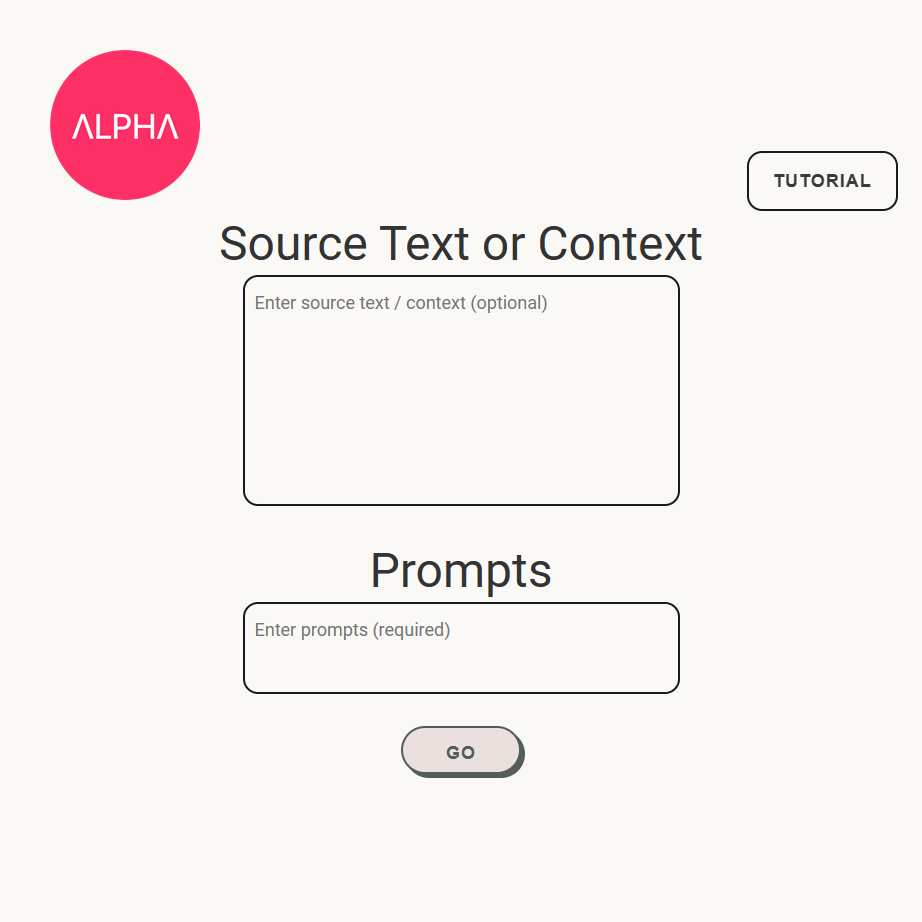 ΛLPHΛ
TUTORIAL
Source Text or Context
Enter source text / context (optional)
Prompts
Enter prompts (required)
GO